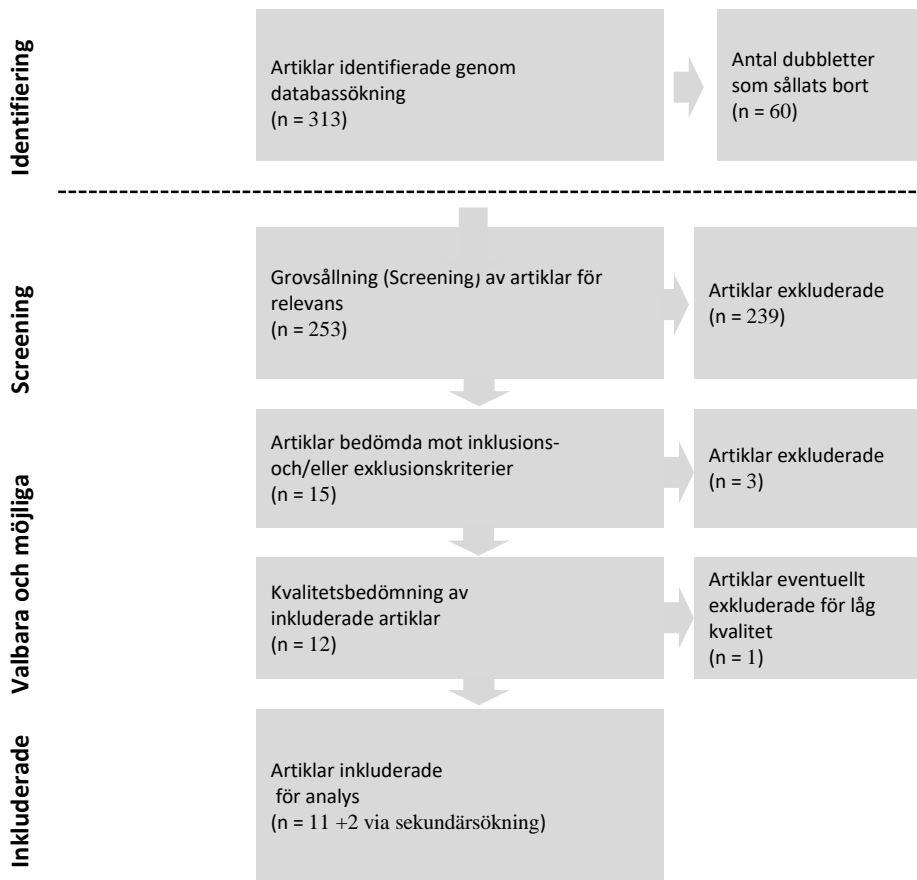 Identifiering
Artiklar identifierade genom
databassökning
(n = 313)
Antal dubbletter
som sållats bort
(n = 60)
Screening
Grovsållning (Screening) av artiklar för
relevans
(n = 253)
Artiklar exkluderade
(n = 239)
Valbara och möjliga
Artiklar bedömda mot inklusions-
och/eller exklusionskriterier
(n = 15)
Artiklar exkluderade
(n = 3)
Kvalitetsbedömning av
inkluderade artiklar
(n = 12)
Artiklar eventuellt
exkluderade för låg
kvalitet
(n = 1)
Inkluderade
Artiklar inkluderade
för analys
(n = 11 +2 via sekundärsökning)